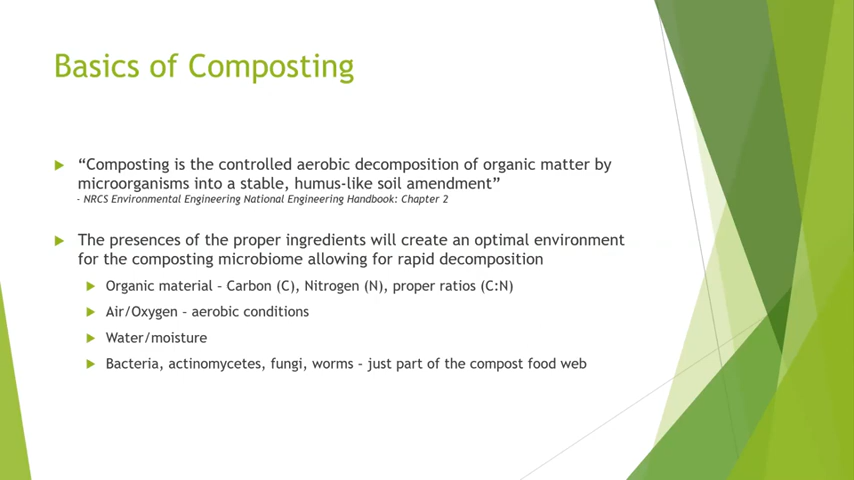 Basics of Composting
“Composting is the controlled aerobic decomposition of organic matter by
microorganisms into a stable, humus-like soil amendment”
- NRCS Environmental Engineering National Engineering Handbook: Chapter 2
The presences of the proper ingredients will create an optimal environment
for the composting microbiome allowing for rapid decomposition
Organic material – Carbon (C), Nitrogen (N), proper ratios (C:N)
Air/Oxygen – aerobic conditions
Water/moisture
Bacteria, actinomycetes, fungi, worms – just part of the compost food web